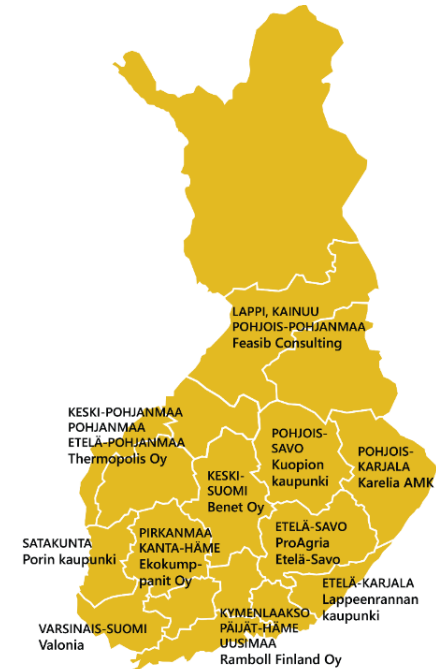 LAPPI, KAINUU
POHJOIS-POHJANMAA
Feasib Consulting
KESKI-POHJANMAA
POHJANMAA
ETELÄ-POHJANMAA
Thermopolis Oy
POHJOIS-
SAVO
Kuopion
kaupunki
POHJOIS-
KARJALA
Karelia AMK
KESKI-
SUOMI
Benet Oy
SATAKUNTA
Porin kaupunki
PIRKANMAA
KANTA-HÄME
Ekokump-
panit Oy
ETELÄ-SAVO
ProAgria
Etelä-Savo
ETELÄ-KARJALA
Lappeenrannan
kaupunki
VARSINAIS-SUOMI
Valonia
KYMENLAAKSO
PÄIJÄT-HÄME
UUSIMAA
Ramboll Finland Oy